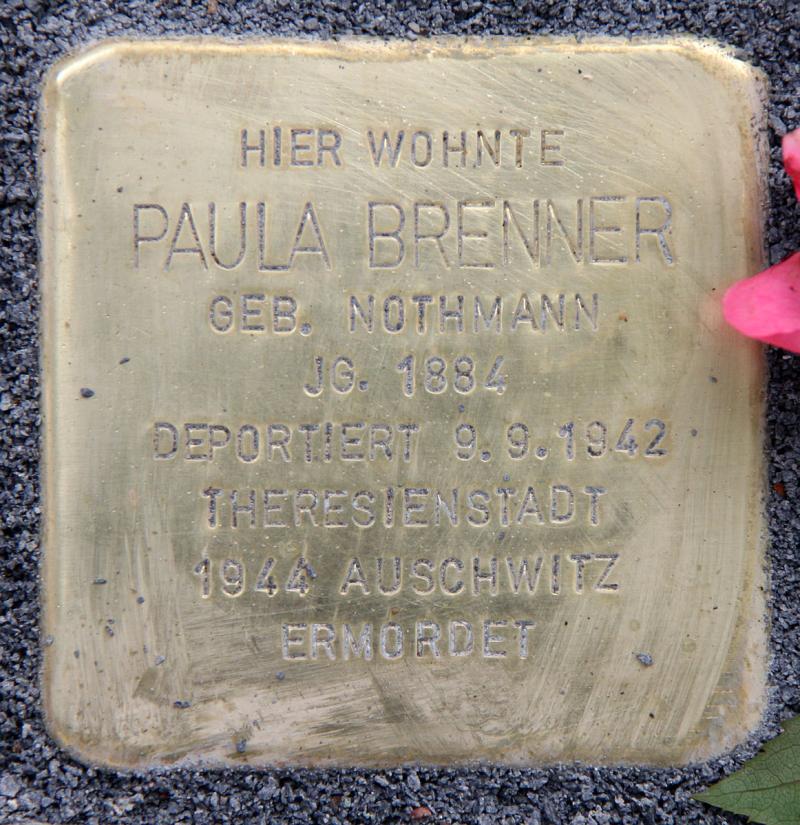 HIER WOHNTE
PAULA BRENNER
GEB. NOTHMANN
JG. 1884
DEPORTIERT 9.9.1942
THERESIENSTADT
1944 AUSCHWITZ
ERMORDET